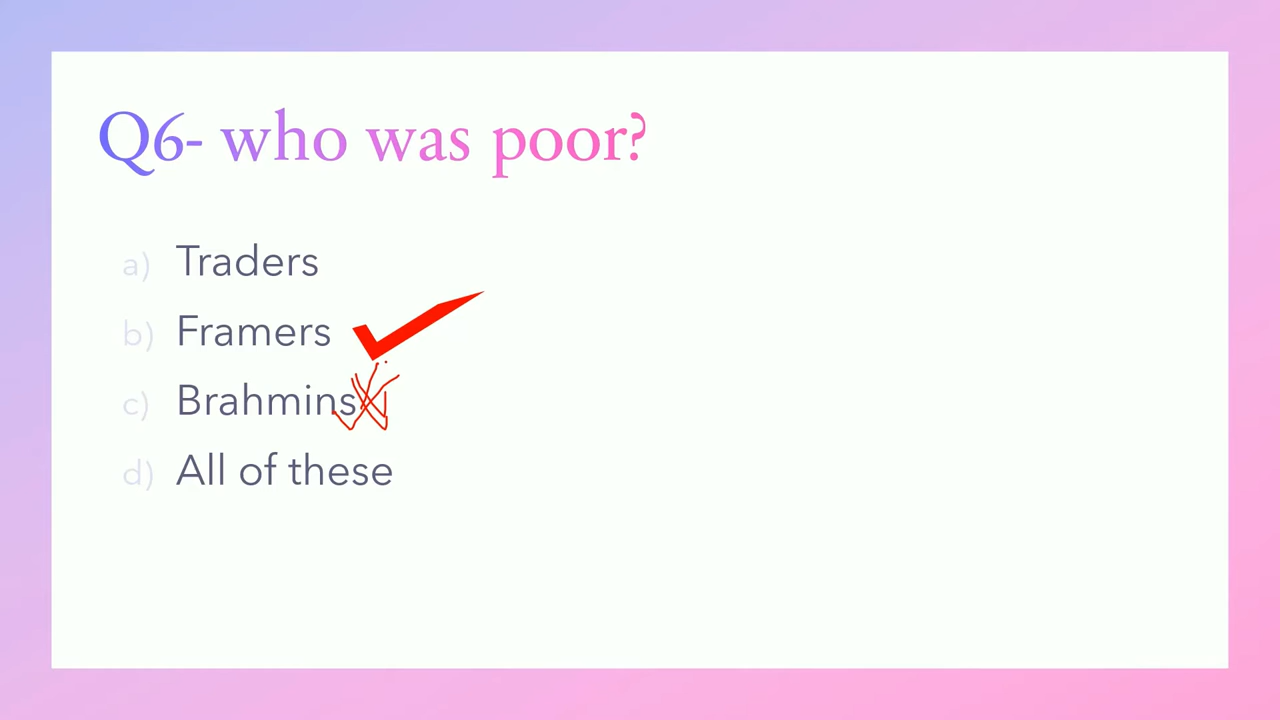 Q6- who was poor?
a) Traders
b) Framers
c) Brahmins
d) All of these